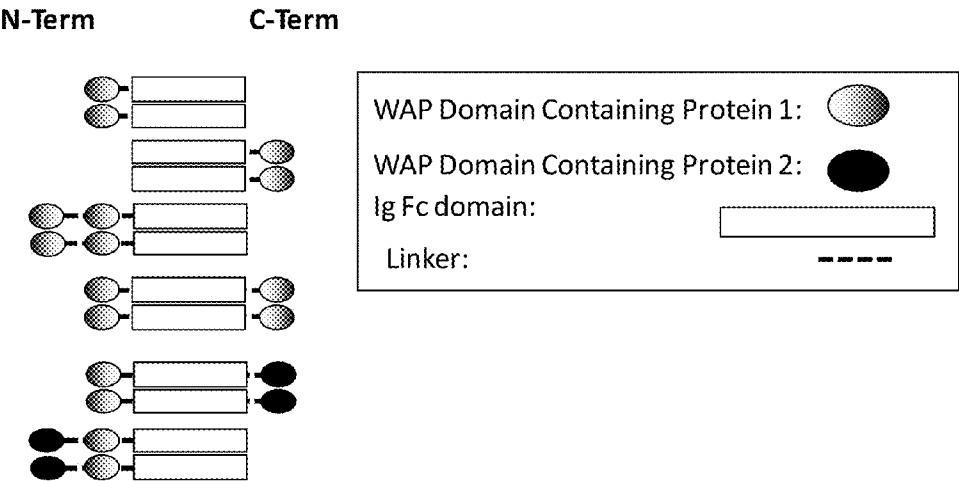 N-Term C-Term
WAP Domain Containing Protein 1:
WAP Domain Containing Protein 2:
Ig Fc domain:
Linker: